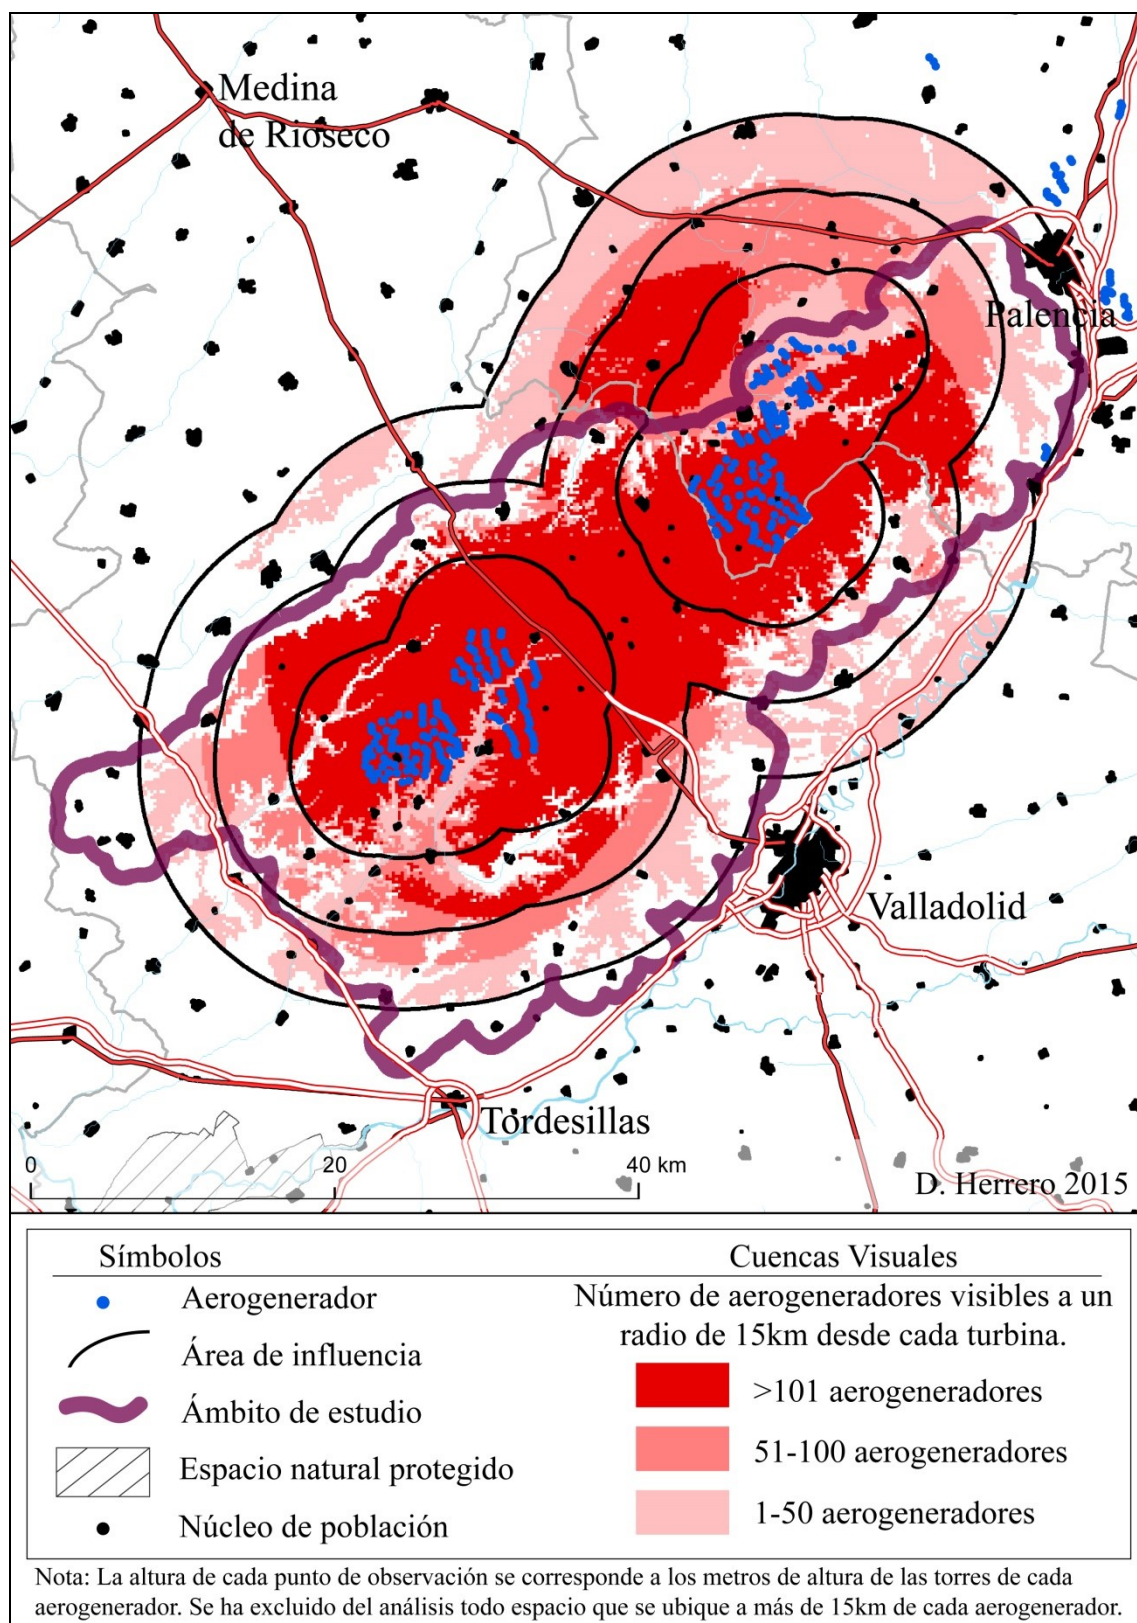 Medina
de Rioseco
Palencia
Valladolid
Tordesillas
0 20 40 km
D. Herrero 2015
Símbolos
Aerogenerador
Área de influencia
Ámbito de estudio
Espacio natural protegido
Núcleo de población
Cuencas Visuales
Número de aerogeneradores visibles a un
radio de 15km desde cada turbina.
>101 aerogeneradores
51-100 aerogeneradores
1-50 aerogeneradores
Nota: La altura de cada punto de observación se corresponde a los metros de altura de las torres de cada
aerogenerador. Se ha excluido del análisis todo espacio que se ubique a más de 15km de cada aerogenerador.